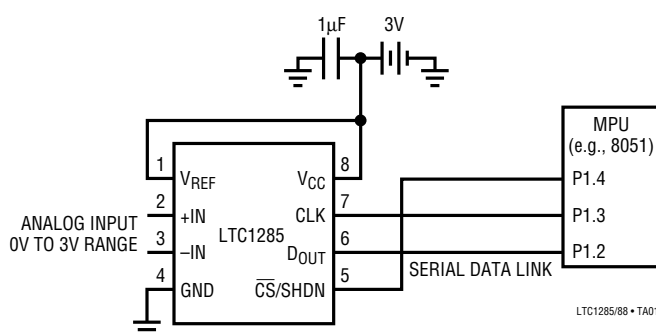 1µF 3V
MPU
(e.g., 8051)
P1.4
P1.3
P1.2
1 8
VREF VCC
2 7
+IN CLK
LTC1285
3 6
–IN DOUT
4 5
GND CS/SHDN
ANALOG INPUT
0V TO 3V RANGE
SERIAL DATA LINK
LTC1285/88 • TA01